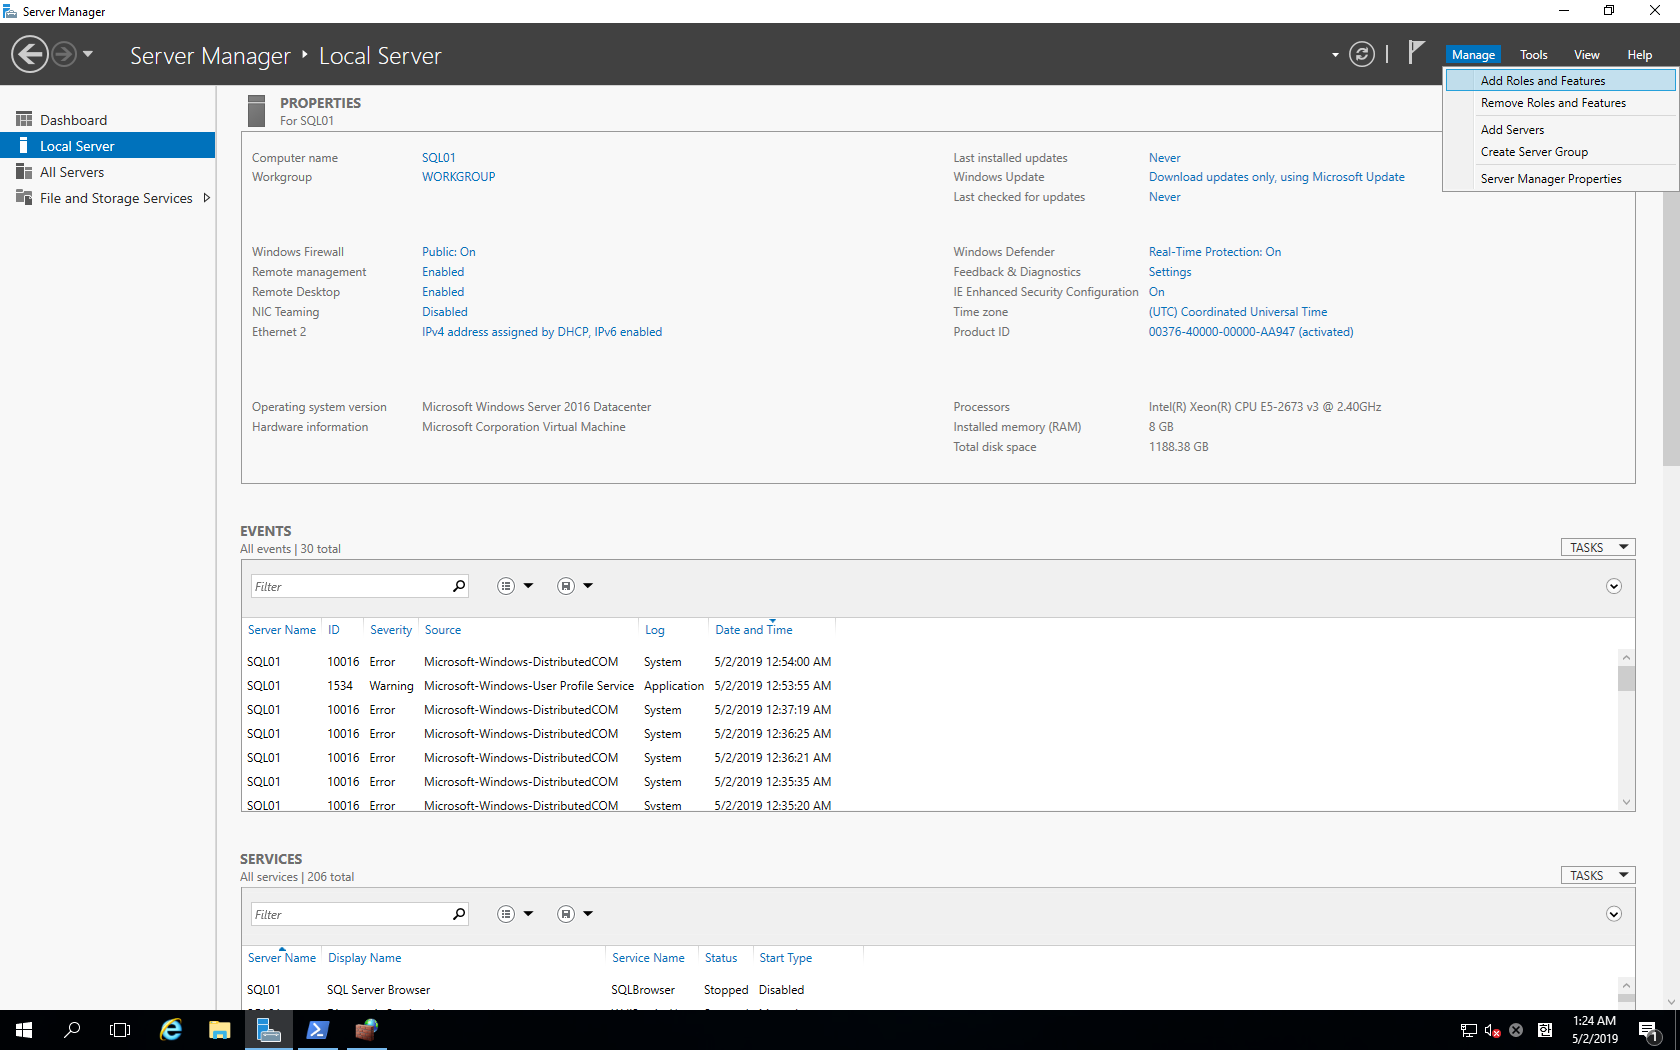 Server Manager
Server Manager ‣ Local Server
Manage Tools View Help
Add Roles and Features
Remove Roles and Features
Add Servers
Create Server Group
Server Manager Properties
Dashboard
Local Server
All Servers
File and Storage Services
PROPERTIES
For SQL01
Computer name SQL01
Workgroup WORKGROUP
Last installed updates Never
Windows Update Download updates only, using Microsoft Update
Last checked for updates Never
Windows Firewall Public: On
Remote management Enabled
Remote Desktop Enabled
NIC Teaming Disabled
Ethernet 2 IPv4 address assigned by DHCP, IPv6 enabled
Windows Defender Real-Time Protection: On
Feedback & Diagnostics Settings
IE Enhanced Security Configuration On
Time zone (UTC) Coordinated Universal Time
Product ID 00376-40000-00000-AA947 (activated)
Operating system version Microsoft Windows Server 2016 Datacenter
Hardware information Microsoft Corporation Virtual Machine
Processors Intel(R) Xeon(R) CPU E5-2673 v3 @ 2.40GHz
Installed memory (RAM) 8 GB
Total disk space 1188.38 GB
EVENTS
All events | 30 total
TASKS
Filter
Server Name ID Severity Source Log Date and Time
SQL01 10016 Error Microsoft-Windows-DistributedCOM System 5/2/2019 12:54:00 AM
SQL01 1534 Warning Microsoft-Windows-User Profile Service Application 5/2/2019 12:53:55 AM
SQL01 10016 Error Microsoft-Windows-DistributedCOM System 5/2/2019 12:37:19 AM
SQL01 10016 Error Microsoft-Windows-DistributedCOM System 5/2/2019 12:36:25 AM
SQL01 10016 Error Microsoft-Windows-DistributedCOM System 5/2/2019 12:36:21 AM
SQL01 10016 Error Microsoft-Windows-DistributedCOM System 5/2/2019 12:35:35 AM
SQL01 10016 Error Microsoft-Windows-DistributedCOM System 5/2/2019 12:35:20 AM
SERVICES
All services | 206 total
TASKS
Filter
Server Name Display Name Service Name Status Start Type
SQL01 SQL Server Browser SQLBrowser Stopped Disabled
1:24 AM
5/2/2019
1